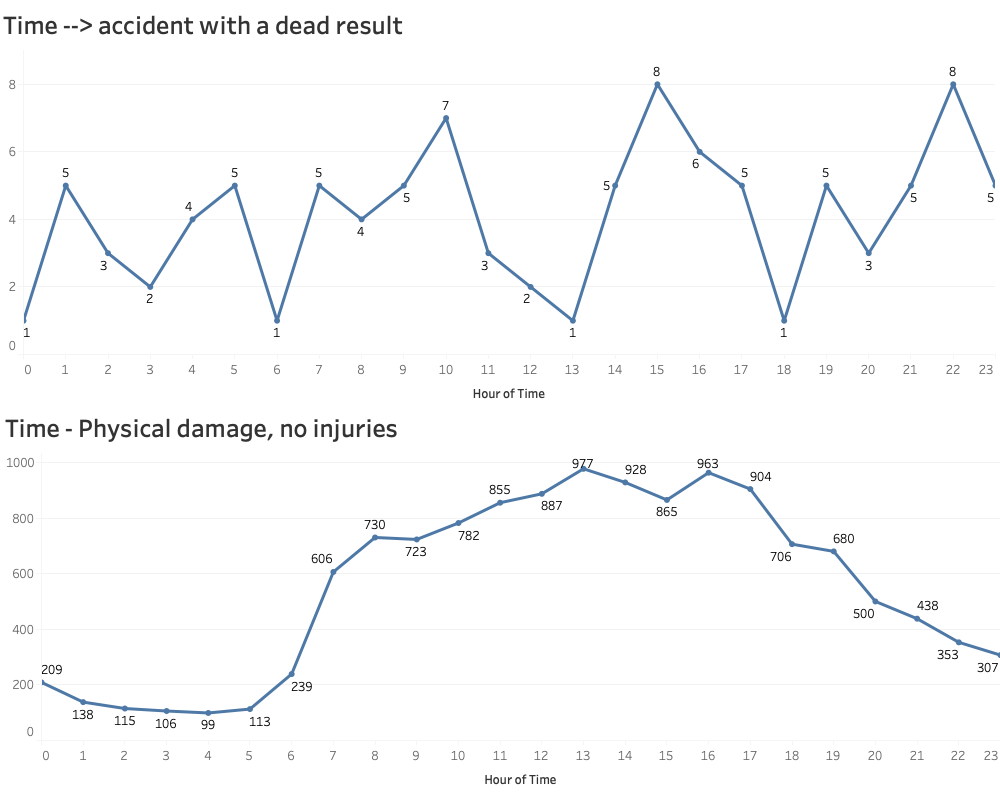 Time --> accident with a dead result
8
6
4
2
0
1 5 3 2 4 5 1 5 4 5 7 3 2 1 5 8 6 5 1 5 3 5 8 5
0 1 2 3 4 5 6 7 8 9 10 11 12 13 14 15 16 17 18 19 20 21 22 23
Hour of Time
Time - Physical damage, no injuries
1000
800
600
400
200
0
209 138 115 106 99 113 239 606 730 723 782 855 887 977 928 865 963 904 706 680 500 438 353 307
0 1 2 3 4 5 6 7 8 9 10 11 12 13 14 15 16 17 18 19 20 21 22 23
Hour of Time